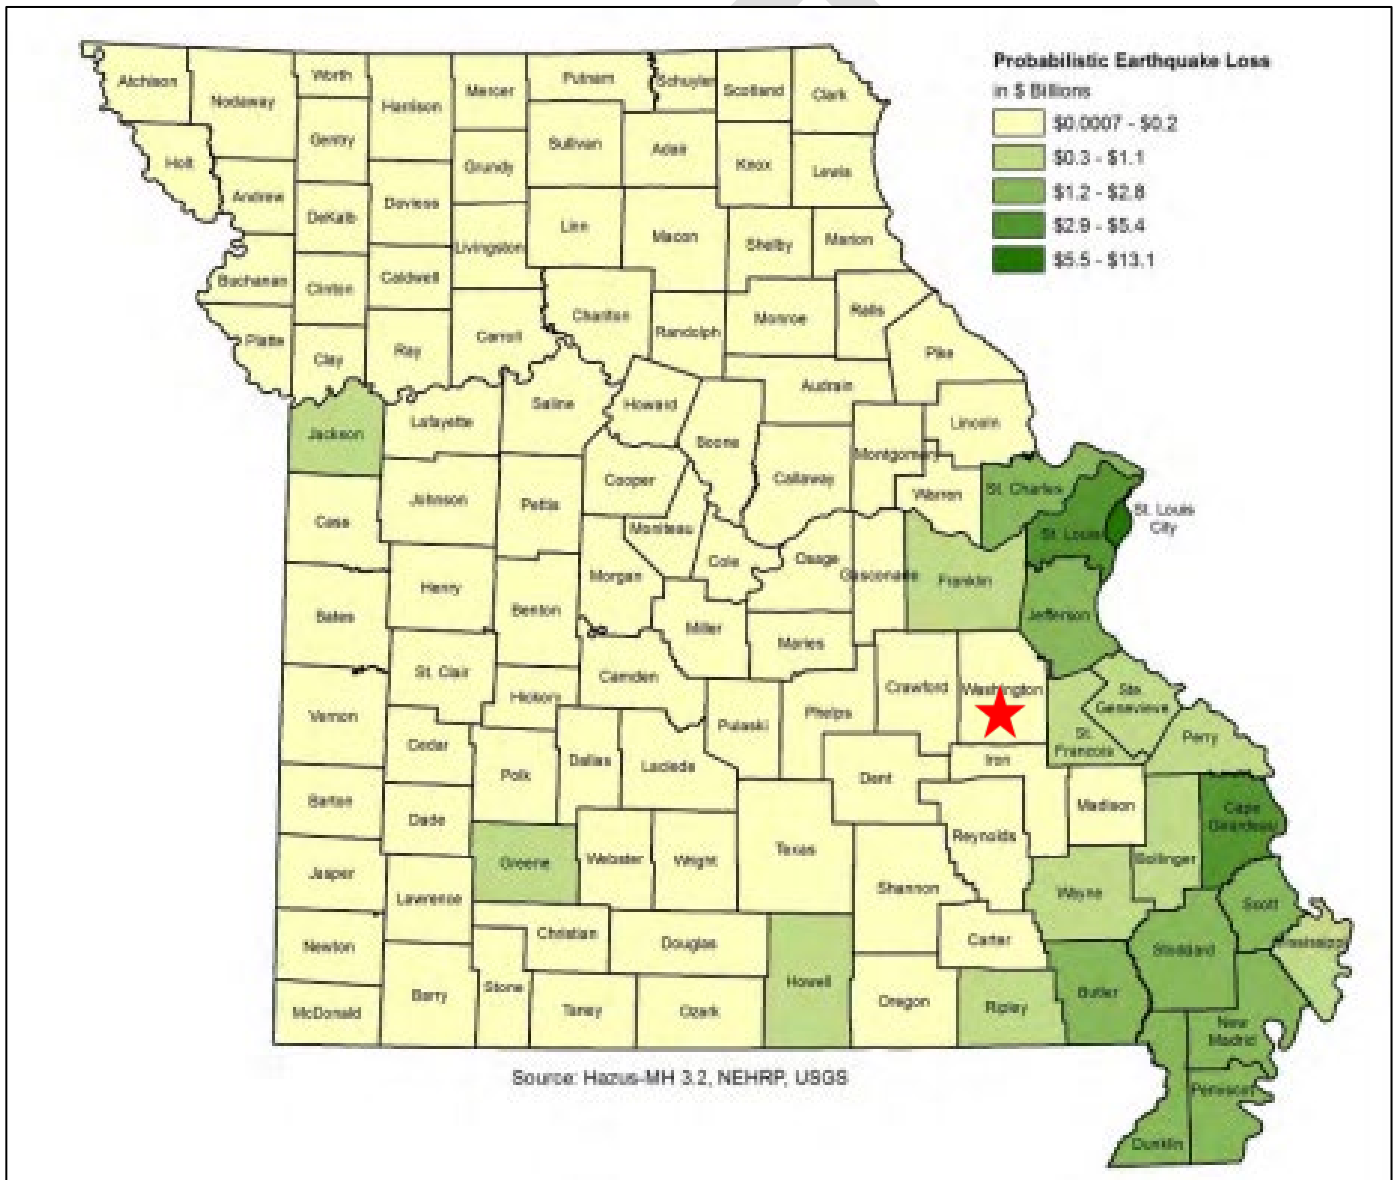 Probabilistic Earthquake Loss
in $ Billions
$0.0007 - $0.2
$0.3 - $1.1
$1.2 - $2.8
$2.9 - $5.4
$5.5 - $13.1
Atchison
Nodaway
Worth
Harrison
Mercer
Putnam
Schuyler
Scotland
Clark
Gentry
Sullivan
Adair
Knox
Lewis
Holt
Andrew
DeKalb
Daviess
Grundy
Linn
Macon
Shelby
Marion
Livingston
Buchanan
Clinton
Caldwell
Chariton
Randolph
Monroe
Ralls
Platte
Clay
Ray
Carroll
Pike
Audrain
Jackson
Lafayette
Saline
Howard
Boone
Lincoln
Callaway
Montgomery
Warren
St. Charles
Cass
Johnson
Pettis
Cooper
Moniteau
Cole
Osage
Gasconade
Franklin
St. Louis
St. Louis
City
Bates
Henry
Benton
Morgan
Miller
Maries
Jefferson
Vernon
St. Clair
Hickory
Camden
Pulaski
Phelps
Crawford
Washington
Ste
Genevieve
St.
Francois
Perry
Cedar
Polk
Dallas
Laclede
Dent
Iron
Madison
Barton
Dade
Greene
Webster
Wright
Texas
Reynolds
Bollinger
Cape
Girardeau
Jasper
Lawrence
Shannon
Wayne
Scott
Mississippi
Newton
Christian
Douglas
Howell
Carter
Stoddard
McDonald
Barry
Stone
Taney
Ozark
Oregon
Ripley
Butler
New
Madrid
Pemiscot
Dunklin
Source: Hazus-MH 3.2, NEHRP, USGS